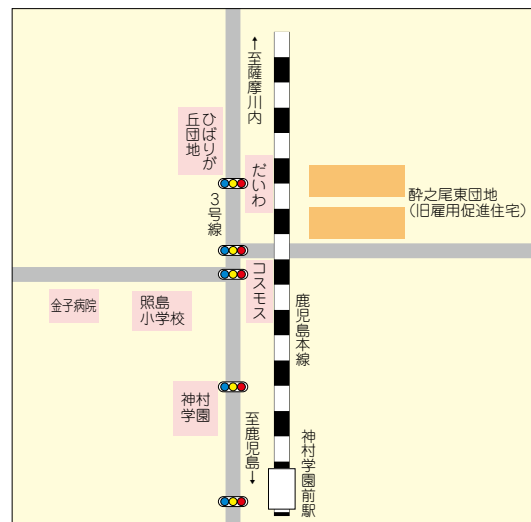 ↑至薩摩川内
ひばりが
丘団地
だいわ
酔之尾東団地
（旧雇用促進住宅）
３号線
コスモス
金子病院
照島
小学校
鹿児島本線
神村
学園
至鹿児島↓
神村学園前駅